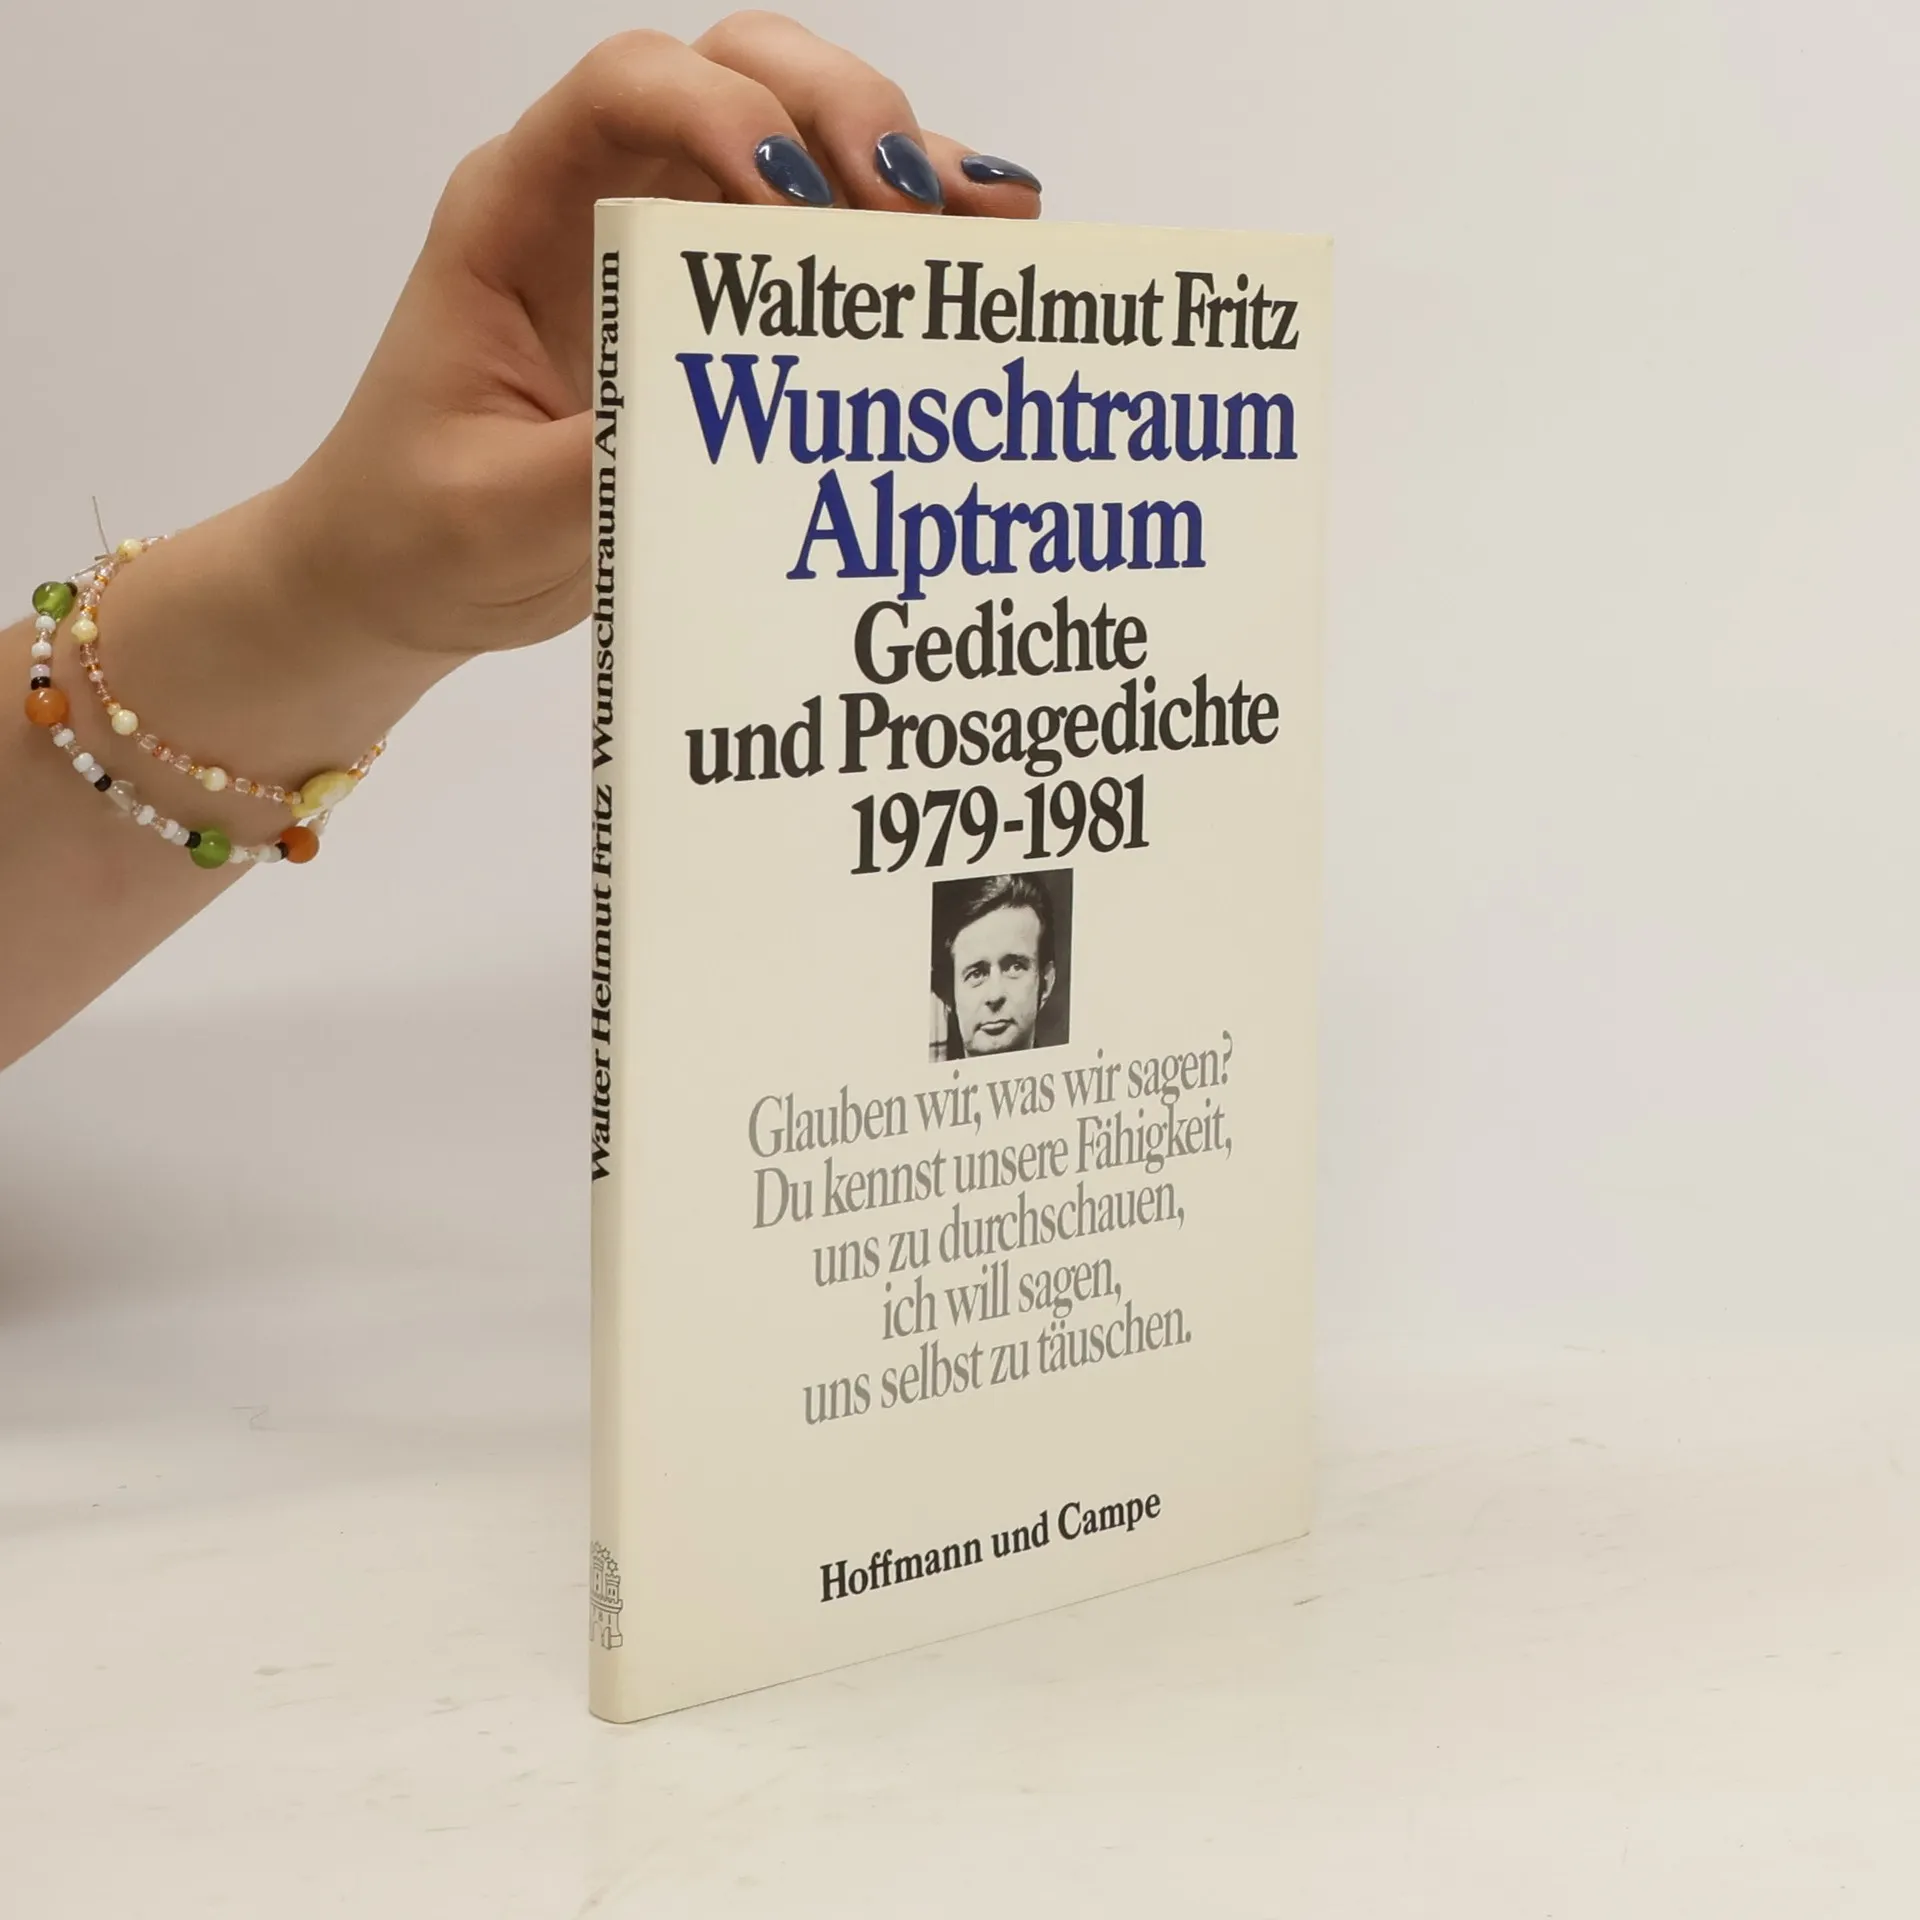 Walter Helmut Fritz
Wunschtraum
Alptraum
Gedichte
und Prosagedichte
1979-1981
Glauben wir, was wir sagen?
Du kennst unsere Fähigkeit,
uns zu durchschauen,
ich will sagen,
uns selbst zu täuschen.
Hoffmann und Campe
Walter Helmut Fritz Wunschtraum Alptraum